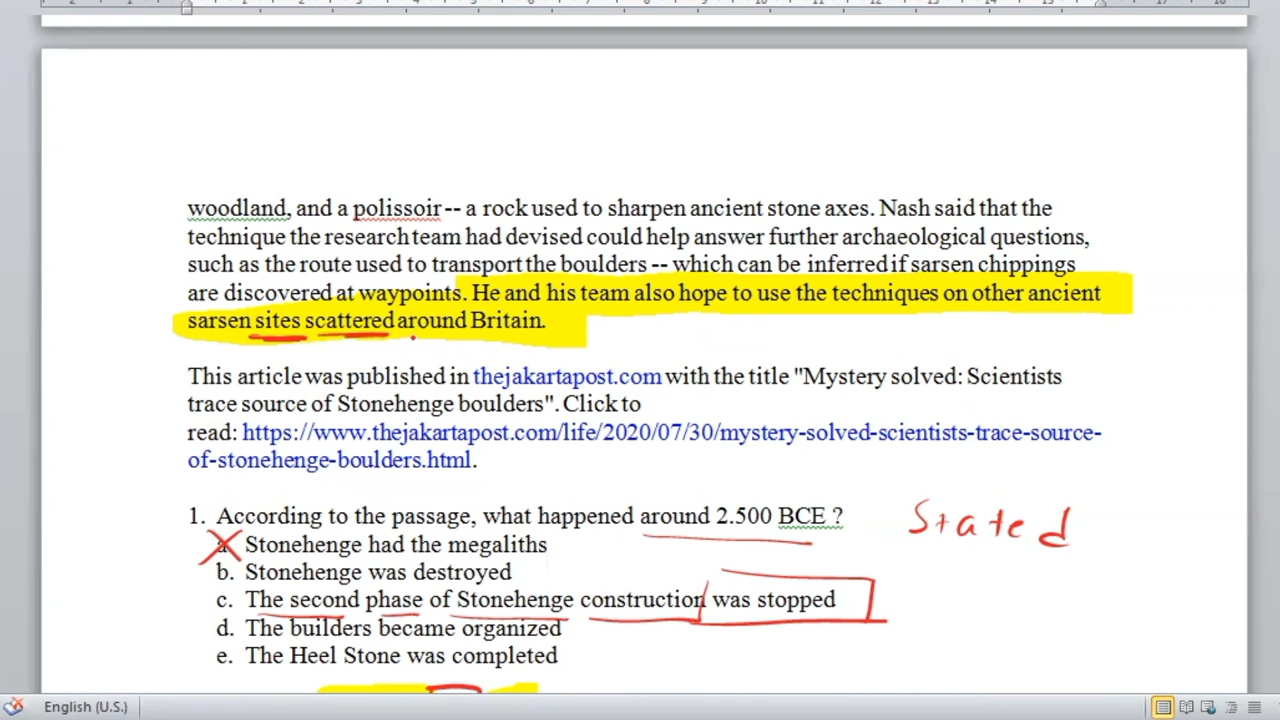 woodland, and a polissoir -- a rock used to sharpen ancient stone axes. Nash said that the
technique the research team had devised could help answer further archaeological questions,
such as the route used to transport the boulders -- which can be inferred if sarsen chippings
are discovered at waypoints. He and his team also hope to use the techniques on other ancient
sarsen sites scattered around Britain.
This article was published in thejakartapost.com with the title "Mystery solved: Scientists
trace source of Stonehenge boulders". Click to
read: https://www.thejakartapost.com/life/2020/07/30/mystery-solved-scientists-trace-source-
of-stonehenge-boulders.html.
1. According to the passage, what happened around 2.500 BCE ? Stated
a. Stonehenge had the megaliths
b. Stonehenge was destroyed
c. The second phase of Stonehenge construction was stopped
d. The builders became organized
e. The Heel Stone was completed
English (U.S.)